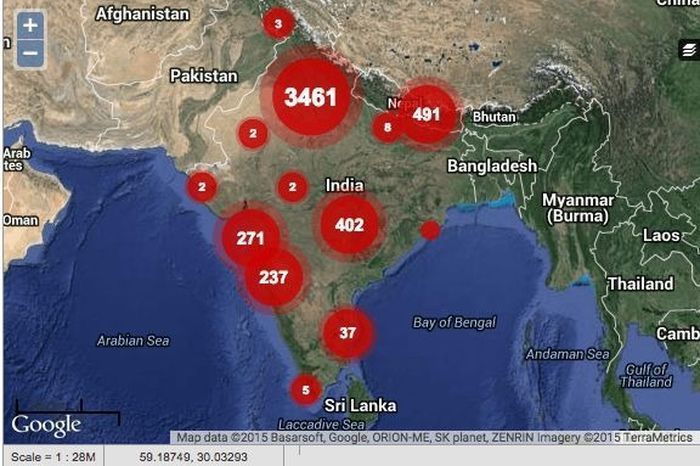 China
Afghanistan
3
n
Pakistan
3461
Nepal
491
8
Bhutan
2
Arab
tes
Bangladesh
2
2
India
Myanmar
(Burma)
Oman
402
271
Laos
237
Thailand
37
Bay of Bengal
Camb
Arabian Sea
Andaman Sea
Gulf of
Thailand
5
Sri Lanka
Google
Laccadive Sea
Map data ©2015 Basarsoft, Google, ORION-ME, SK planet, ZENRIN Imagery ©2015 TerraMetrics
Scale = 1 : 28M
59.18749, 30.03293